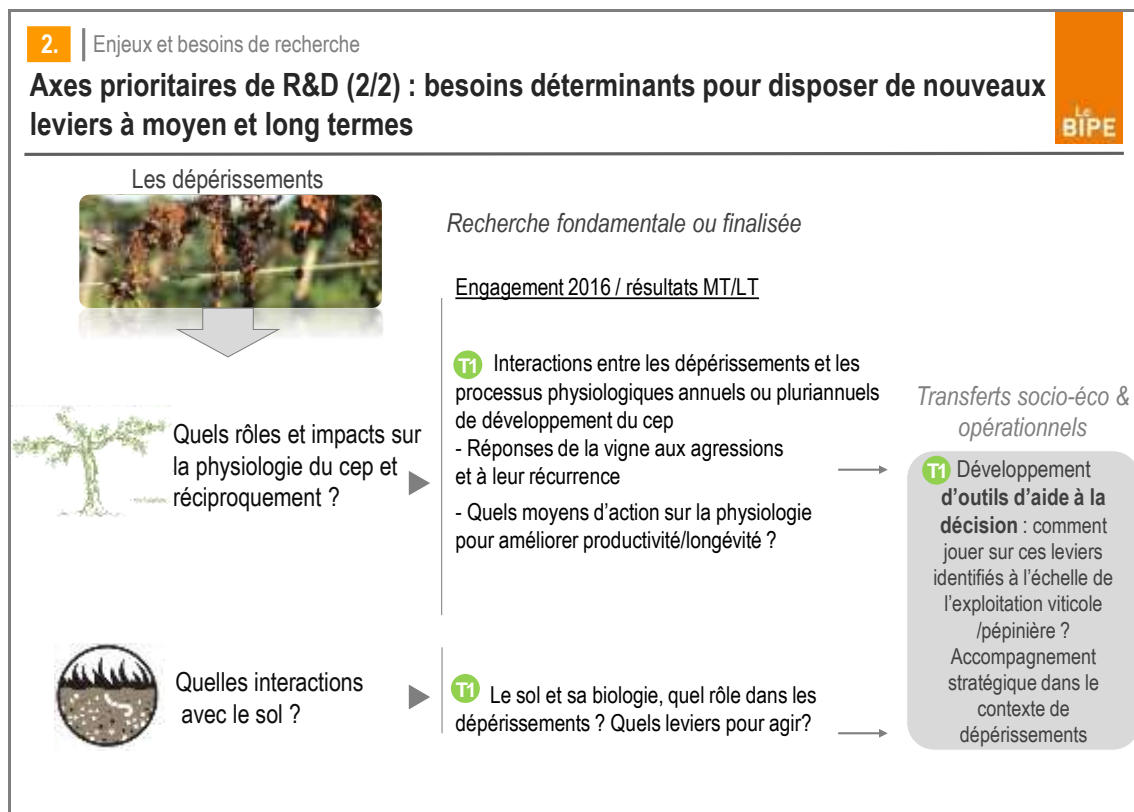 2.
Enjeux et besoins de recherche
Axes prioritaires de R&D (2/2) : besoins déterminants pour disposer de nouveaux
leviers à moyen et long termes
Le
BIPE
Les dépérissements
Recherche fondamentale ou finalisée
Engagement 2016 / résultats MT/LT
Quels rôles et impacts sur
la physiologie du cep et
réciproquement ?
T1 Interactions entre les dépérissements et les
processus physiologiques annuels ou pluriannuels
de développement du cep
- Réponses de la vigne aux agressions
et à leur récurrence
- Quels moyens d'action sur la physiologie
pour améliorer productivité/longévité ?
Quelles interactions
avec le sol ?
T1 Le sol et sa biologie, quel rôle dans les
dépérissements ? Quels leviers pour agir?
Transferts socio-éco &
opérationnels
T1 Développement
d'outils d'aide à la
décision : comment
jouer sur ces leviers
identifiés à l'échelle de
l'exploitation viticole
/pépinière ?
Accompagnement
stratégique dans le
contexte de
dépérissements